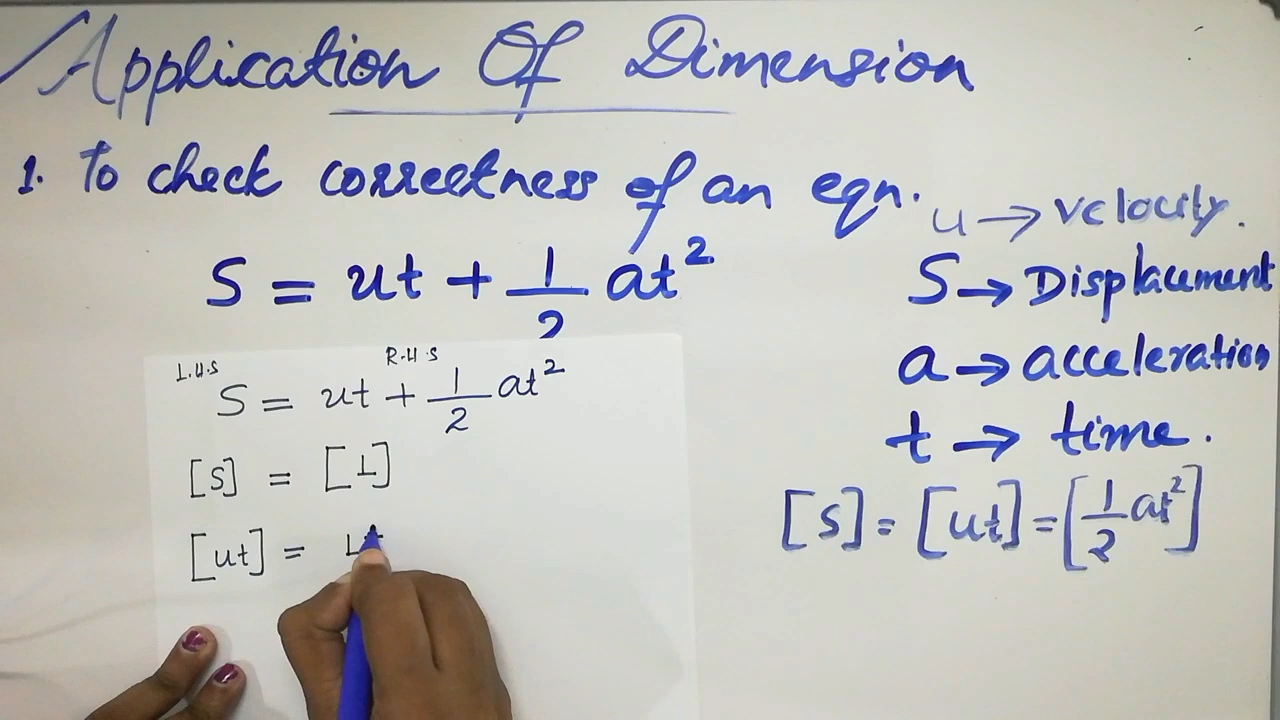 Application Of Dimension
1. To check correctness of an eqn.
S = ut + 1/2 at²
u → velocity.
S → Displacement
a → acceleration
t → time.
[S] = [ut] = [1/2 at²]
L.H.S R.H.S
S = ut + 1/2 at²
[S] = [L]
[ut] = L